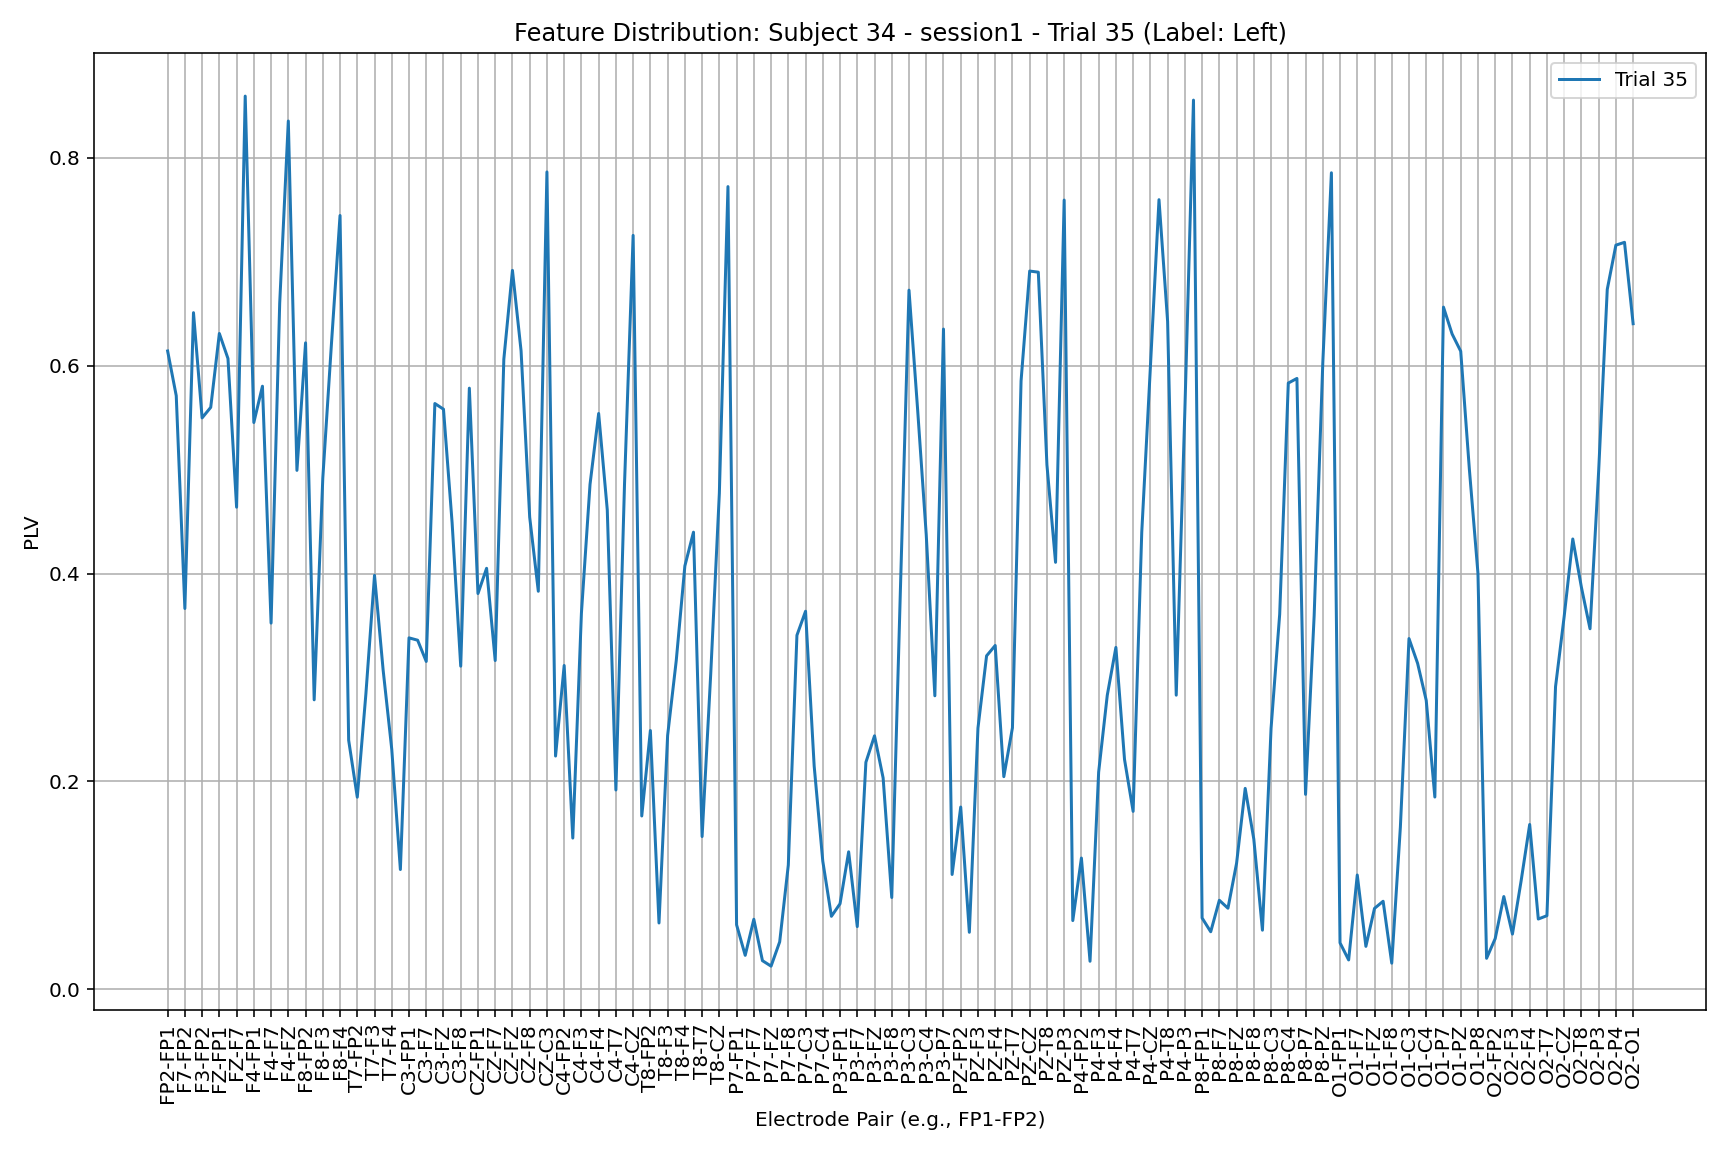 Feature Distribution: Subject 34 - session1 - Trial 35 (Label: Left)
Trial 35
PLV
0.8
0.6
0.4
0.2
0.0
FP2-FP1
F7-FP2
F3-FP2
FZ-FP1
FZ-F7
F4-FP1
F4-F7
F4-FZ
F8-FP2
F8-F3
F8-F4
T7-FP2
T7-F3
T7-F4
C3-FP1
C3-F7
C3-FZ
C3-F8
CZ-FP1
CZ-F7
CZ-FZ
CZ-F8
CZ-C3
C4-FP2
C4-F3
C4-F4
C4-T7
C4-CZ
T8-FP2
T8-F3
T8-F4
T8-T7
T8-CZ
P7-FP1
P7-F7
P7-FZ
P7-F8
P7-C3
P7-C4
P3-FP1
P3-F7
P3-FZ
P3-F8
P3-C3
P3-C4
P3-P7
PZ-FP2
PZ-F3
PZ-F4
PZ-T7
PZ-CZ
PZ-T8
PZ-P3
P4-FP2
P4-F3
P4-F4
P4-T7
P4-CZ
P4-T8
P4-P3
P8-FP1
P8-F7
P8-FZ
P8-F8
P8-C3
P8-C4
P8-P7
P8-PZ
O1-FP1
O1-F7
O1-FZ
O1-F8
O1-C3
O1-C4
O1-P7
O1-PZ
O1-P8
O2-FP2
O2-F3
O2-F4
O2-T7
O2-CZ
O2-T8
O2-P3
O2-P4
O2-O1
Electrode Pair (e.g., FP1-FP2)